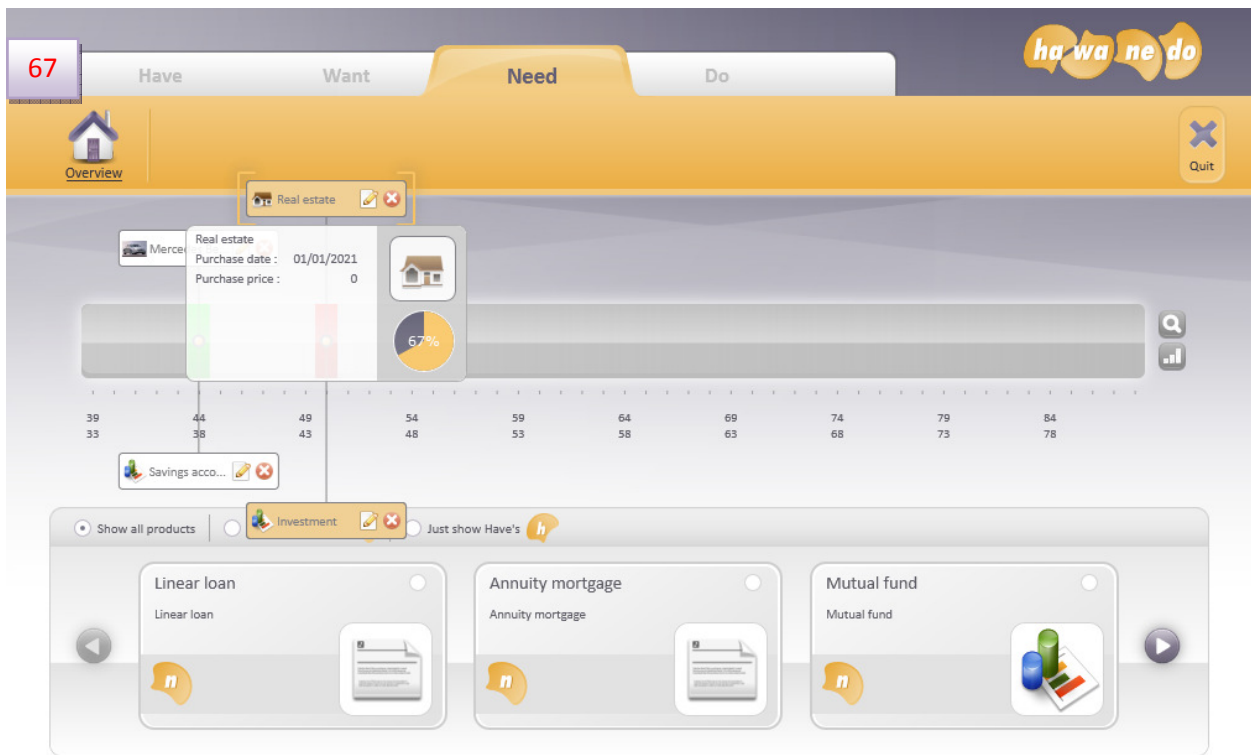 ha wa ne do
67
Have Want Need Do
Overview
Quit
Real estate
Merce
Real estate
Purchase date : 01/01/2021
Purchase price : 0
67%
39 44 49 54 59 64 69 74 79 84
33 38 43 48 53 58 63 68 73 78
Savings acco...
Investment
Show all products
Just show Have's h
Linear loan
Linear loan
n
Annuity mortgage
Annuity mortgage
n
Mutual fund
Mutual fund
n